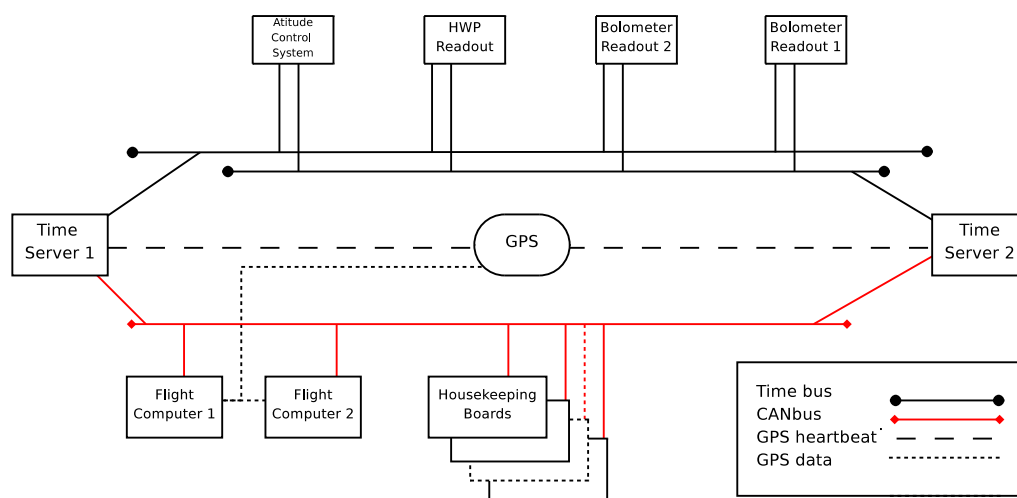 Atitude
Control
System
HWP
Readout
Bolometer
Readout 2
Bolometer
Readout 1
Time
Server 1
GPS
Time
Server 2
Flight
Computer 1
Flight
Computer 2
Housekeeping
Boards
Time bus
CANbus
GPS heartbeat
GPS data